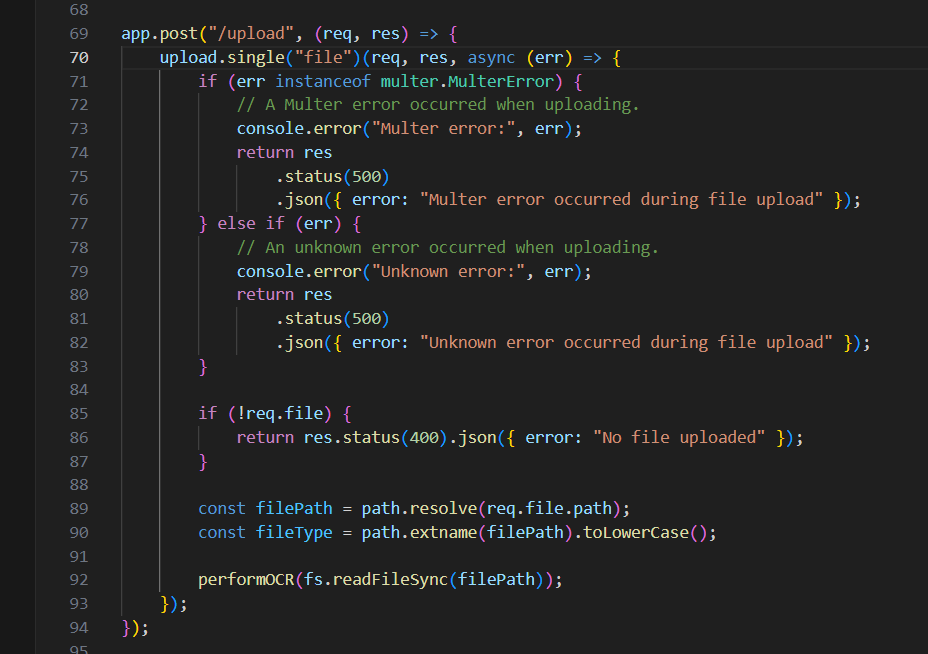 68
69 app.post("/upload", (req, res) => {
70 upload.single("file")(req, res, async (err) => {
71 if (err instanceof multer.MulterError) {
72 // A Multer error occurred when uploading.
73 console.error("Multer error:", err);
74 return res
75 .status(500)
76 .json({ error: "Multer error occurred during file upload" });
77 } else if (err) {
78 // An unknown error occurred when uploading.
79 console.error("Unknown error:", err);
80 return res
81 .status(500)
82 .json({ error: "Unknown error occurred during file upload" });
83 }
84
85 if (!req.file) {
86 return res.status(400).json({ error: "No file uploaded" });
87 }
88
89 const filePath = path.resolve(req.file.path);
90 const fileType = path.extname(filePath).toLowerCase();
91
92 performOCR(fs.readFileSync(filePath));
93 });
94 });
95